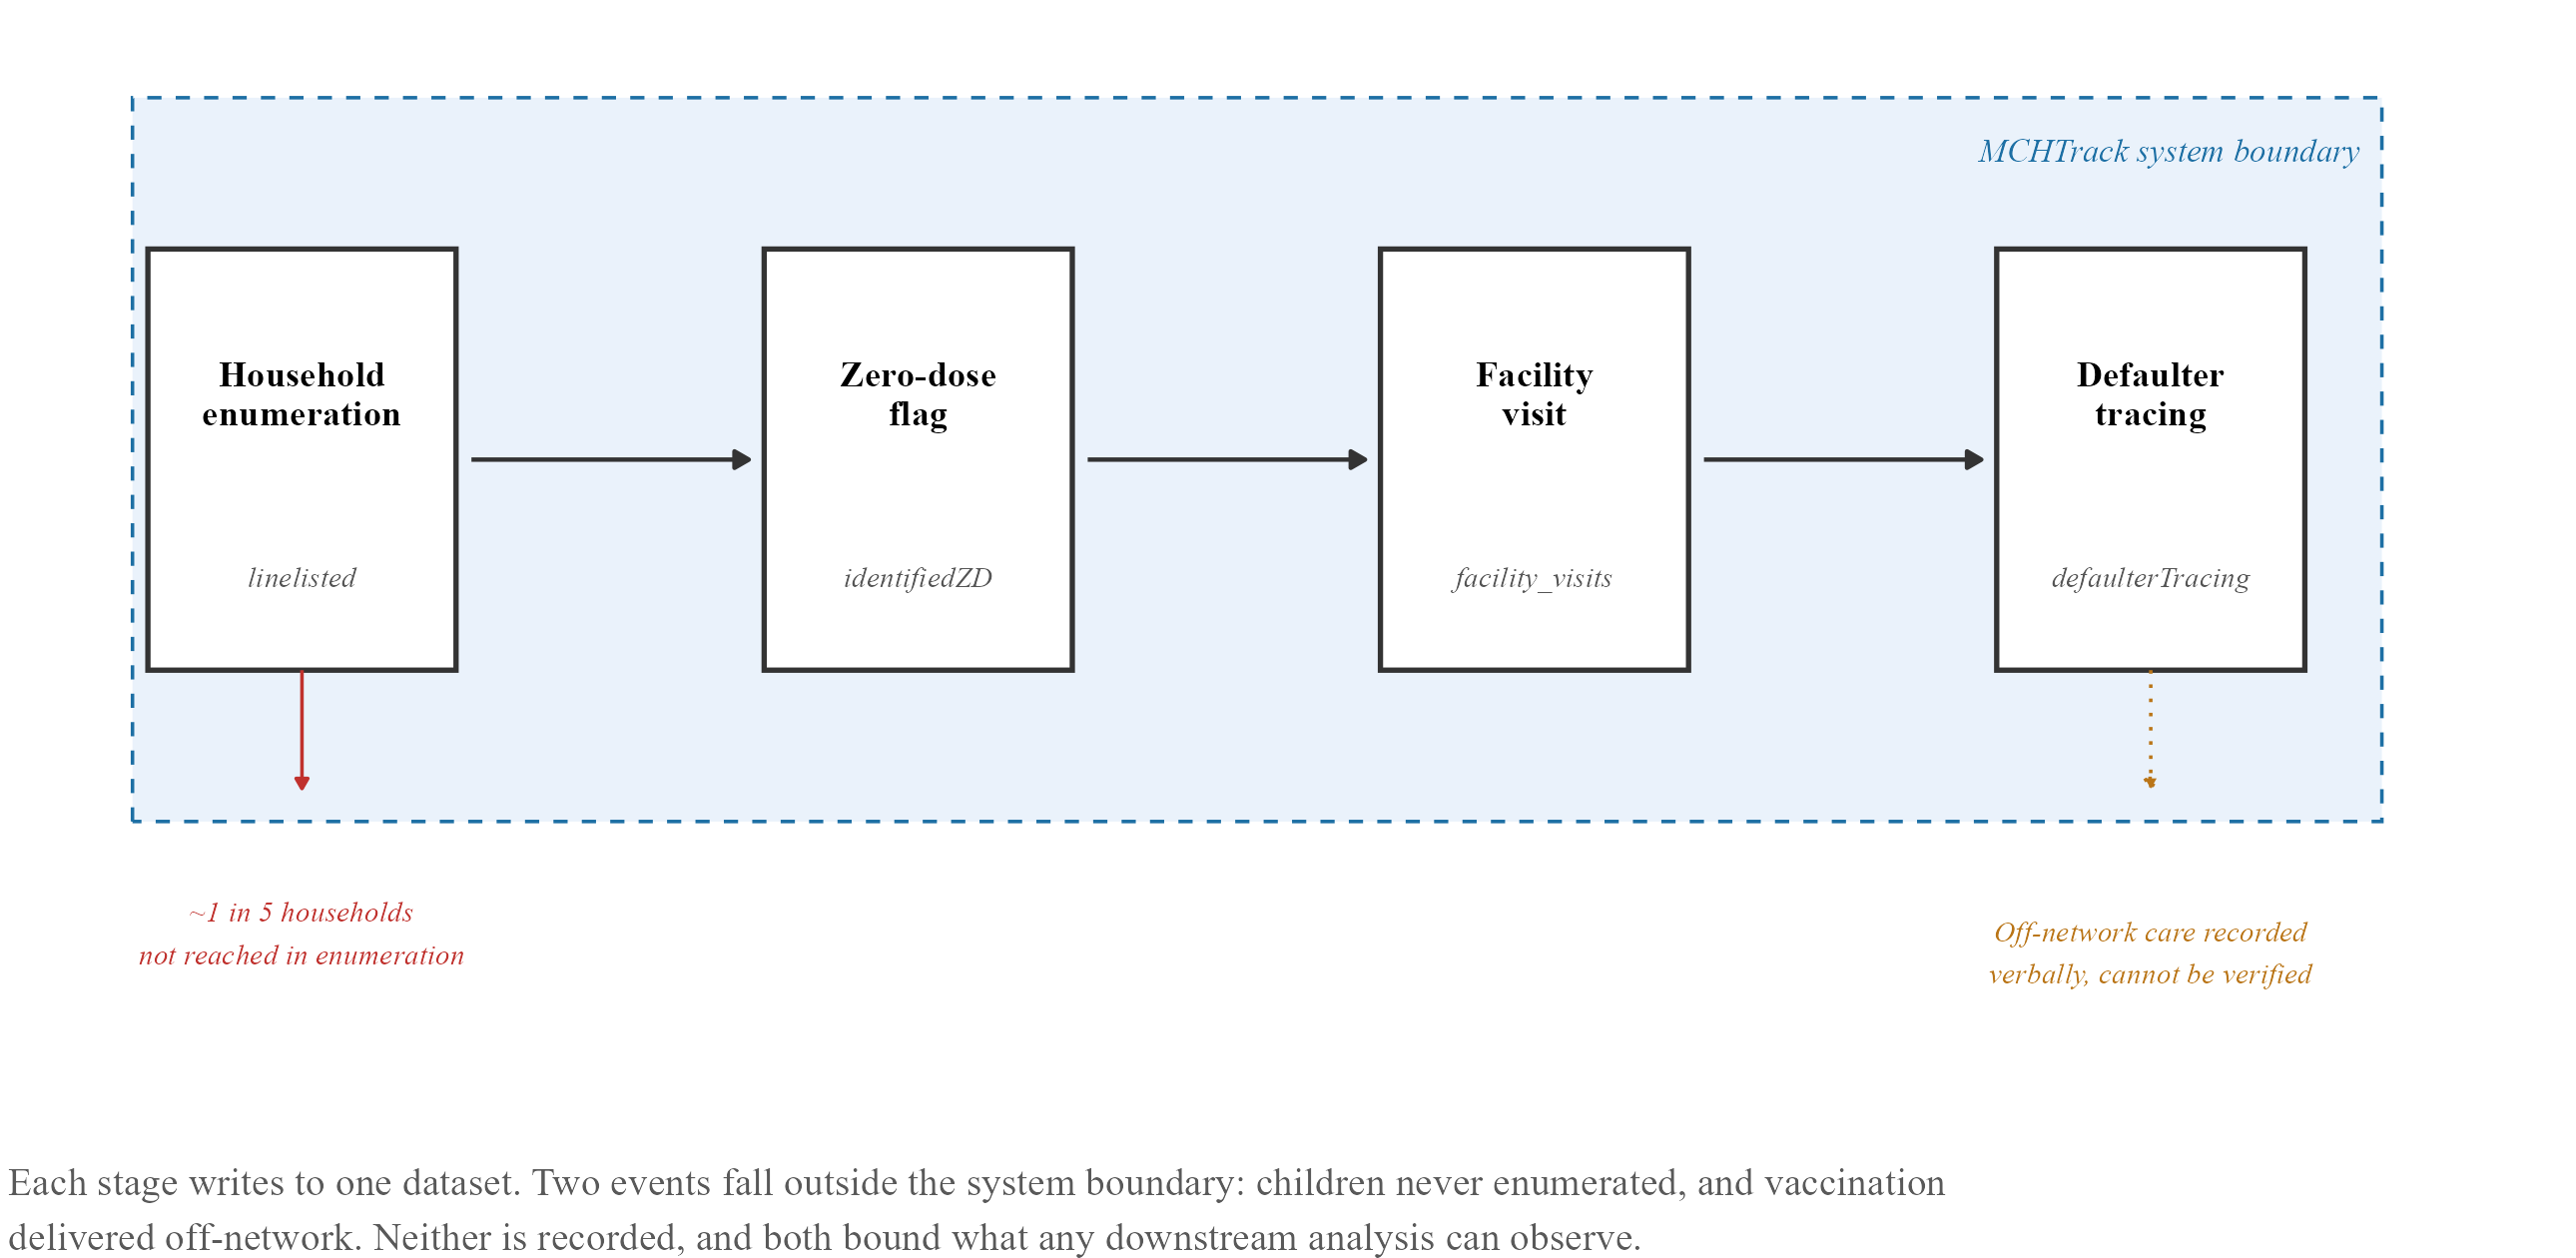 MCHTrack system boundary
Household
enumeration
linelisted
Zero-dose
flag
identifiedZD
Facility
visit
facility_visits
Defaulter
tracing
defaulterTracing
~1 in 5 households
not reached in enumeration
Off-network care recorded
verbally, cannot be verified
Each stage writes to one dataset. Two events fall outside the system boundary: children never enumerated, and vaccination
delivered off-network. Neither is recorded, and both bound what any downstream analysis can observe.